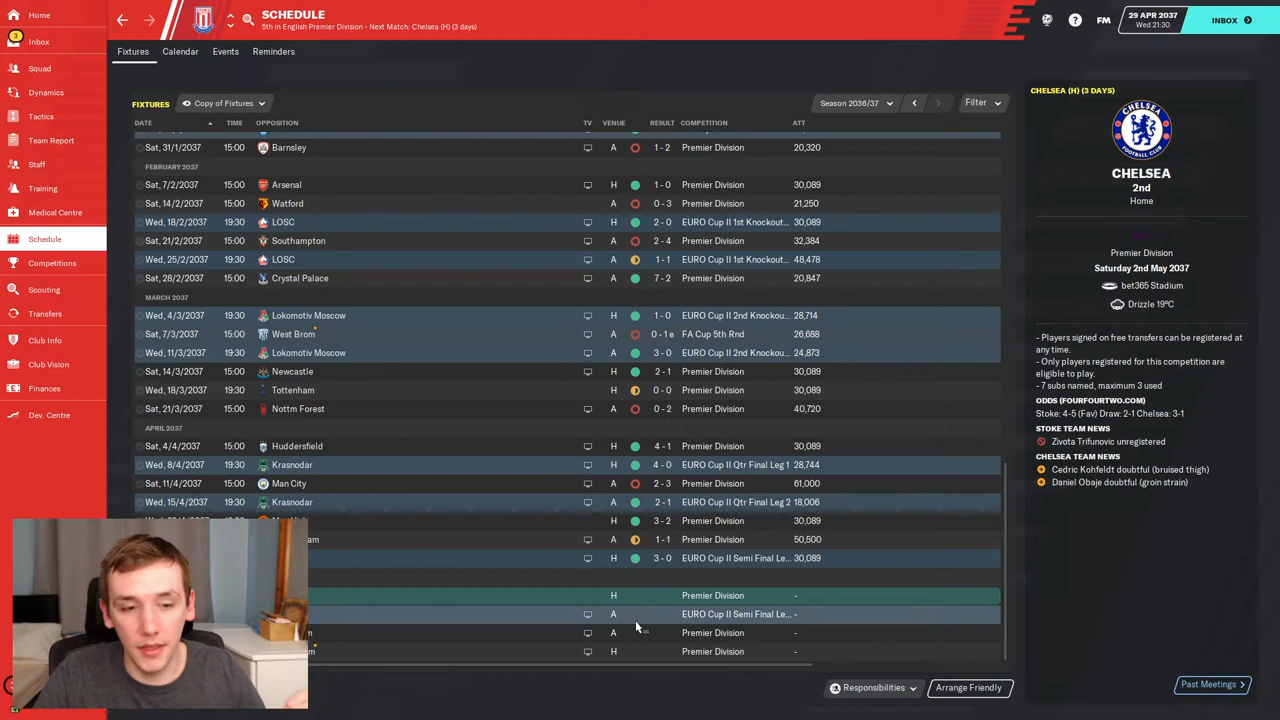 SCHEDULE
5th in English Premier Division - Next Match: Chelsea (H) (3 days)
FM
29 APR 2037
Wed 21:30
INBOX
Home
3
Inbox
Squad
Dynamics
Tactics
Team Report
Staff
Training
Medical Centre
Schedule
Competitions
Scouting
Transfers
Club Info
Club Vision
Finances
Dev. Centre
Fixtures Calendar Events Reminders
FIXTURES Copy of Fixtures Season 2036/37 Filter
DATE TIME OPPOSITION TV VENUE RESULT COMPETITION ATT
Sat, 31/1/2037 15:00 Barnsley A 1 - 2 Premier Division 20,320
FEBRUARY 2037
Sat, 7/2/2037 15:00 Arsenal H 1 - 0 Premier Division 30,089
Sat, 14/2/2037 15:00 Watford A 0 - 3 Premier Division 21,250
Wed, 18/2/2037 19:30 LOSC H 2 - 0 EURO Cup II 1st Knockout... 30,089
Sat, 21/2/2037 15:00 Southampton A 2 - 4 Premier Division 32,384
Wed, 25/2/2037 19:30 LOSC A 1 - 1 EURO Cup II 1st Knockout... 48,478
Sat, 28/2/2037 15:00 Crystal Palace A 7 - 2 Premier Division 20,847
MARCH 2037
Wed, 4/3/2037 19:30 Lokomotiv Moscow H 1 - 0 EURO Cup II 2nd Knockou... 28,714
Sat, 7/3/2037 15:00 West Brom A 0 - 1 e FA Cup 5th Rnd 26,688
Wed, 11/3/2037 19:30 Lokomotiv Moscow A 3 - 0 EURO Cup II 2nd Knockou... 24,873
Sat, 14/3/2037 15:00 Newcastle H 2 - 1 Premier Division 30,089
Wed, 18/3/2037 19:30 Tottenham H 0 - 0 Premier Division 30,089
Sat, 21/3/2037 15:00 Nottm Forest A 0 - 2 Premier Division 40,720
APRIL 2037
Sat, 4/4/2037 15:00 Huddersfield H 4 - 1 Premier Division 30,089
Wed, 8/4/2037 19:30 Krasnodar H 4 - 0 EURO Cup II Qtr Final Leg 1 28,744
Sat, 11/4/2037 15:00 Man City A 2 - 3 Premier Division 61,000
Wed, 15/4/2037 19:30 Krasnodar A 2 - 1 EURO Cup II Qtr Final Leg 2 18,006
H 3 - 2 Premier Division 30,089
am A 1 - 1 Premier Division 50,500
H 3 - 0 EURO Cup II Semi Final Le... 30,089
H Premier Division -
A EURO Cup II Semi Final Le... -
m A Premier Division -
m H Premier Division -
Responsibilities Arrange Friendly
CHELSEA (H) (3 DAYS)
CHELSEA FOOTBALL CLUB
CHELSEA
2nd
Home
Premier Division
Saturday 2nd May 2037
bet365 Stadium
Drizzle 19ºC
- Players signed on free transfers can be registered at
any time.
- Only players registered for this competition are
eligible to play.
- 7 subs named, maximum 3 used
ODDS (FOURFOURTWO.COM)
Stoke: 4-5 (Fav) Draw: 2-1 Chelsea: 3-1
STOKE TEAM NEWS
Zivota Trifunovic unregistered
CHELSEA TEAM NEWS
Cedric Kohfeldt doubtful (bruised thigh)
Daniel Obaje doubtful (groin strain)
Past Meetings